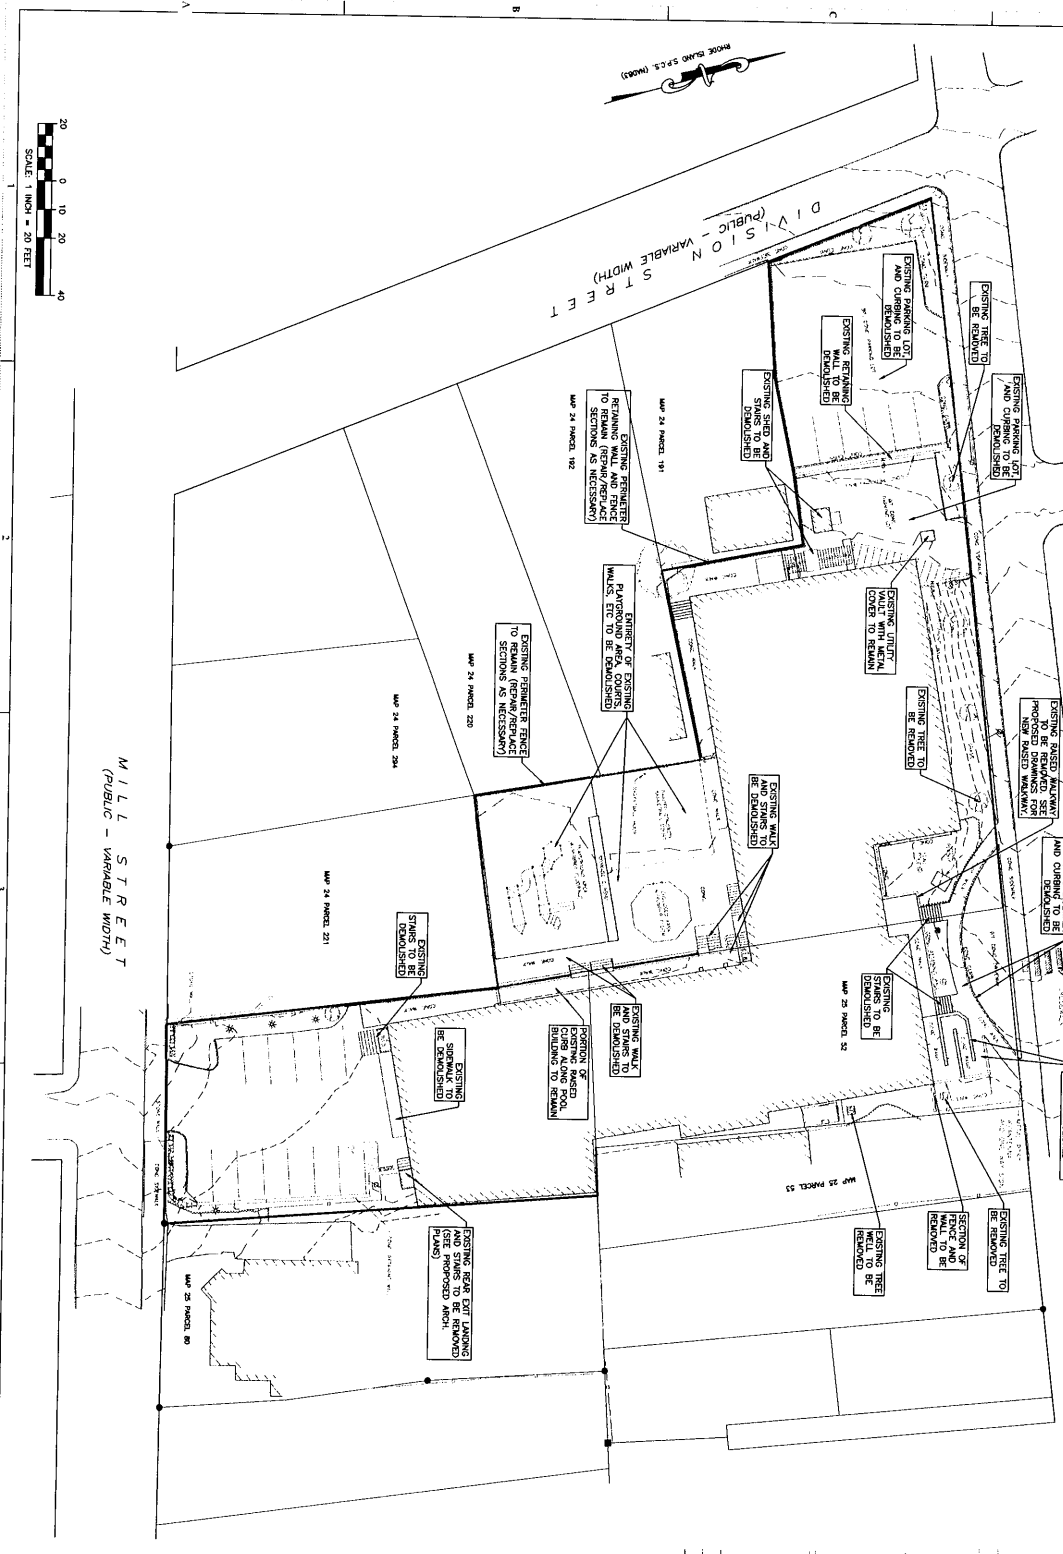 A
B
C
1
2
3
RHODE ISLAND S.P.C.S. (NAD83)
20 0 10 20 40
SCALE: 1 INCH = 20 FEET
DIVISION STREET
(PUBLIC - VARIABLE WIDTH)
CONC SIDEWALK
EXISTING TREE TO
BE REMOVED
EXISTING PARKING LOT,
AND CURBING TO BE
DEMOLISHED
EXISTING PARKING LOT,
AND CURBING TO BE
DEMOLISHED
EXISTING RETAINING
WALL TO BE
DEMOLISHED
EXISTING SHED AND
STAIRS TO BE
DEMOLISHED
MAP 24 PARCEL 191
EXISTING PERIMETER
RETAINING WALL AND FENCE
TO REMAIN (REPAIR/REPLACE
SECTIONS AS NECESSARY)
MAP 24 PARCEL 192
EXISTING UTILITY
VAULT WITH METAL
COVER TO REMAIN
ENTIRETY OF EXISTING
PLAYGROUND AREA, COURTS,
WALKS, ETC TO BE DEMOLISHED
EXISTING PERIMETER FENCE
TO REMAIN (REPAIR/REPLACE
SECTIONS AS NECESSARY)
MAP 24 PARCEL 220
MAP 24 PARCEL 294
EXISTING RAISED WALKWAY
TO BE REMOVED. SEE
PROPOSED DRAWINGS FOR
NEW RAISED WALKWAY.
EXISTING TREE TO
BE REMOVED
EXISTING WALK
AND STAIRS TO
BE DEMOLISHED
AND CURBING TO BE
DEMOLISHED
MILL STREET
(PUBLIC - VARIABLE WIDTH)
MAP 24 PARCEL 221
EXISTING
STAIRS TO BE
DEMOLISHED
EXISTING
STAIRS TO BE
DEMOLISHED
MAP 25 PARCEL 52
EXISTING WALK
AND STAIRS TO
BE DEMOLISHED
PORTION OF
EXISTING RAISED
CURB ALONG POOL
BUILDING TO REMAIN
EXISTING
SIDEWALK TO
BE DEMOLISHED
CONC WALK
MAP 25 PARCEL 53
EXISTING TREE TO
BE REMOVED
SECTION OF
FENCE AND
WALL TO BE
REMOVED
EXISTING TREE
WELL TO BE
REMOVED
EXISTING REAR EXIT LANDING
AND STAIRS TO BE REMOVED
(SEE PROPOSED ARCH.
PLANS)
MAP 25 PARCEL 80